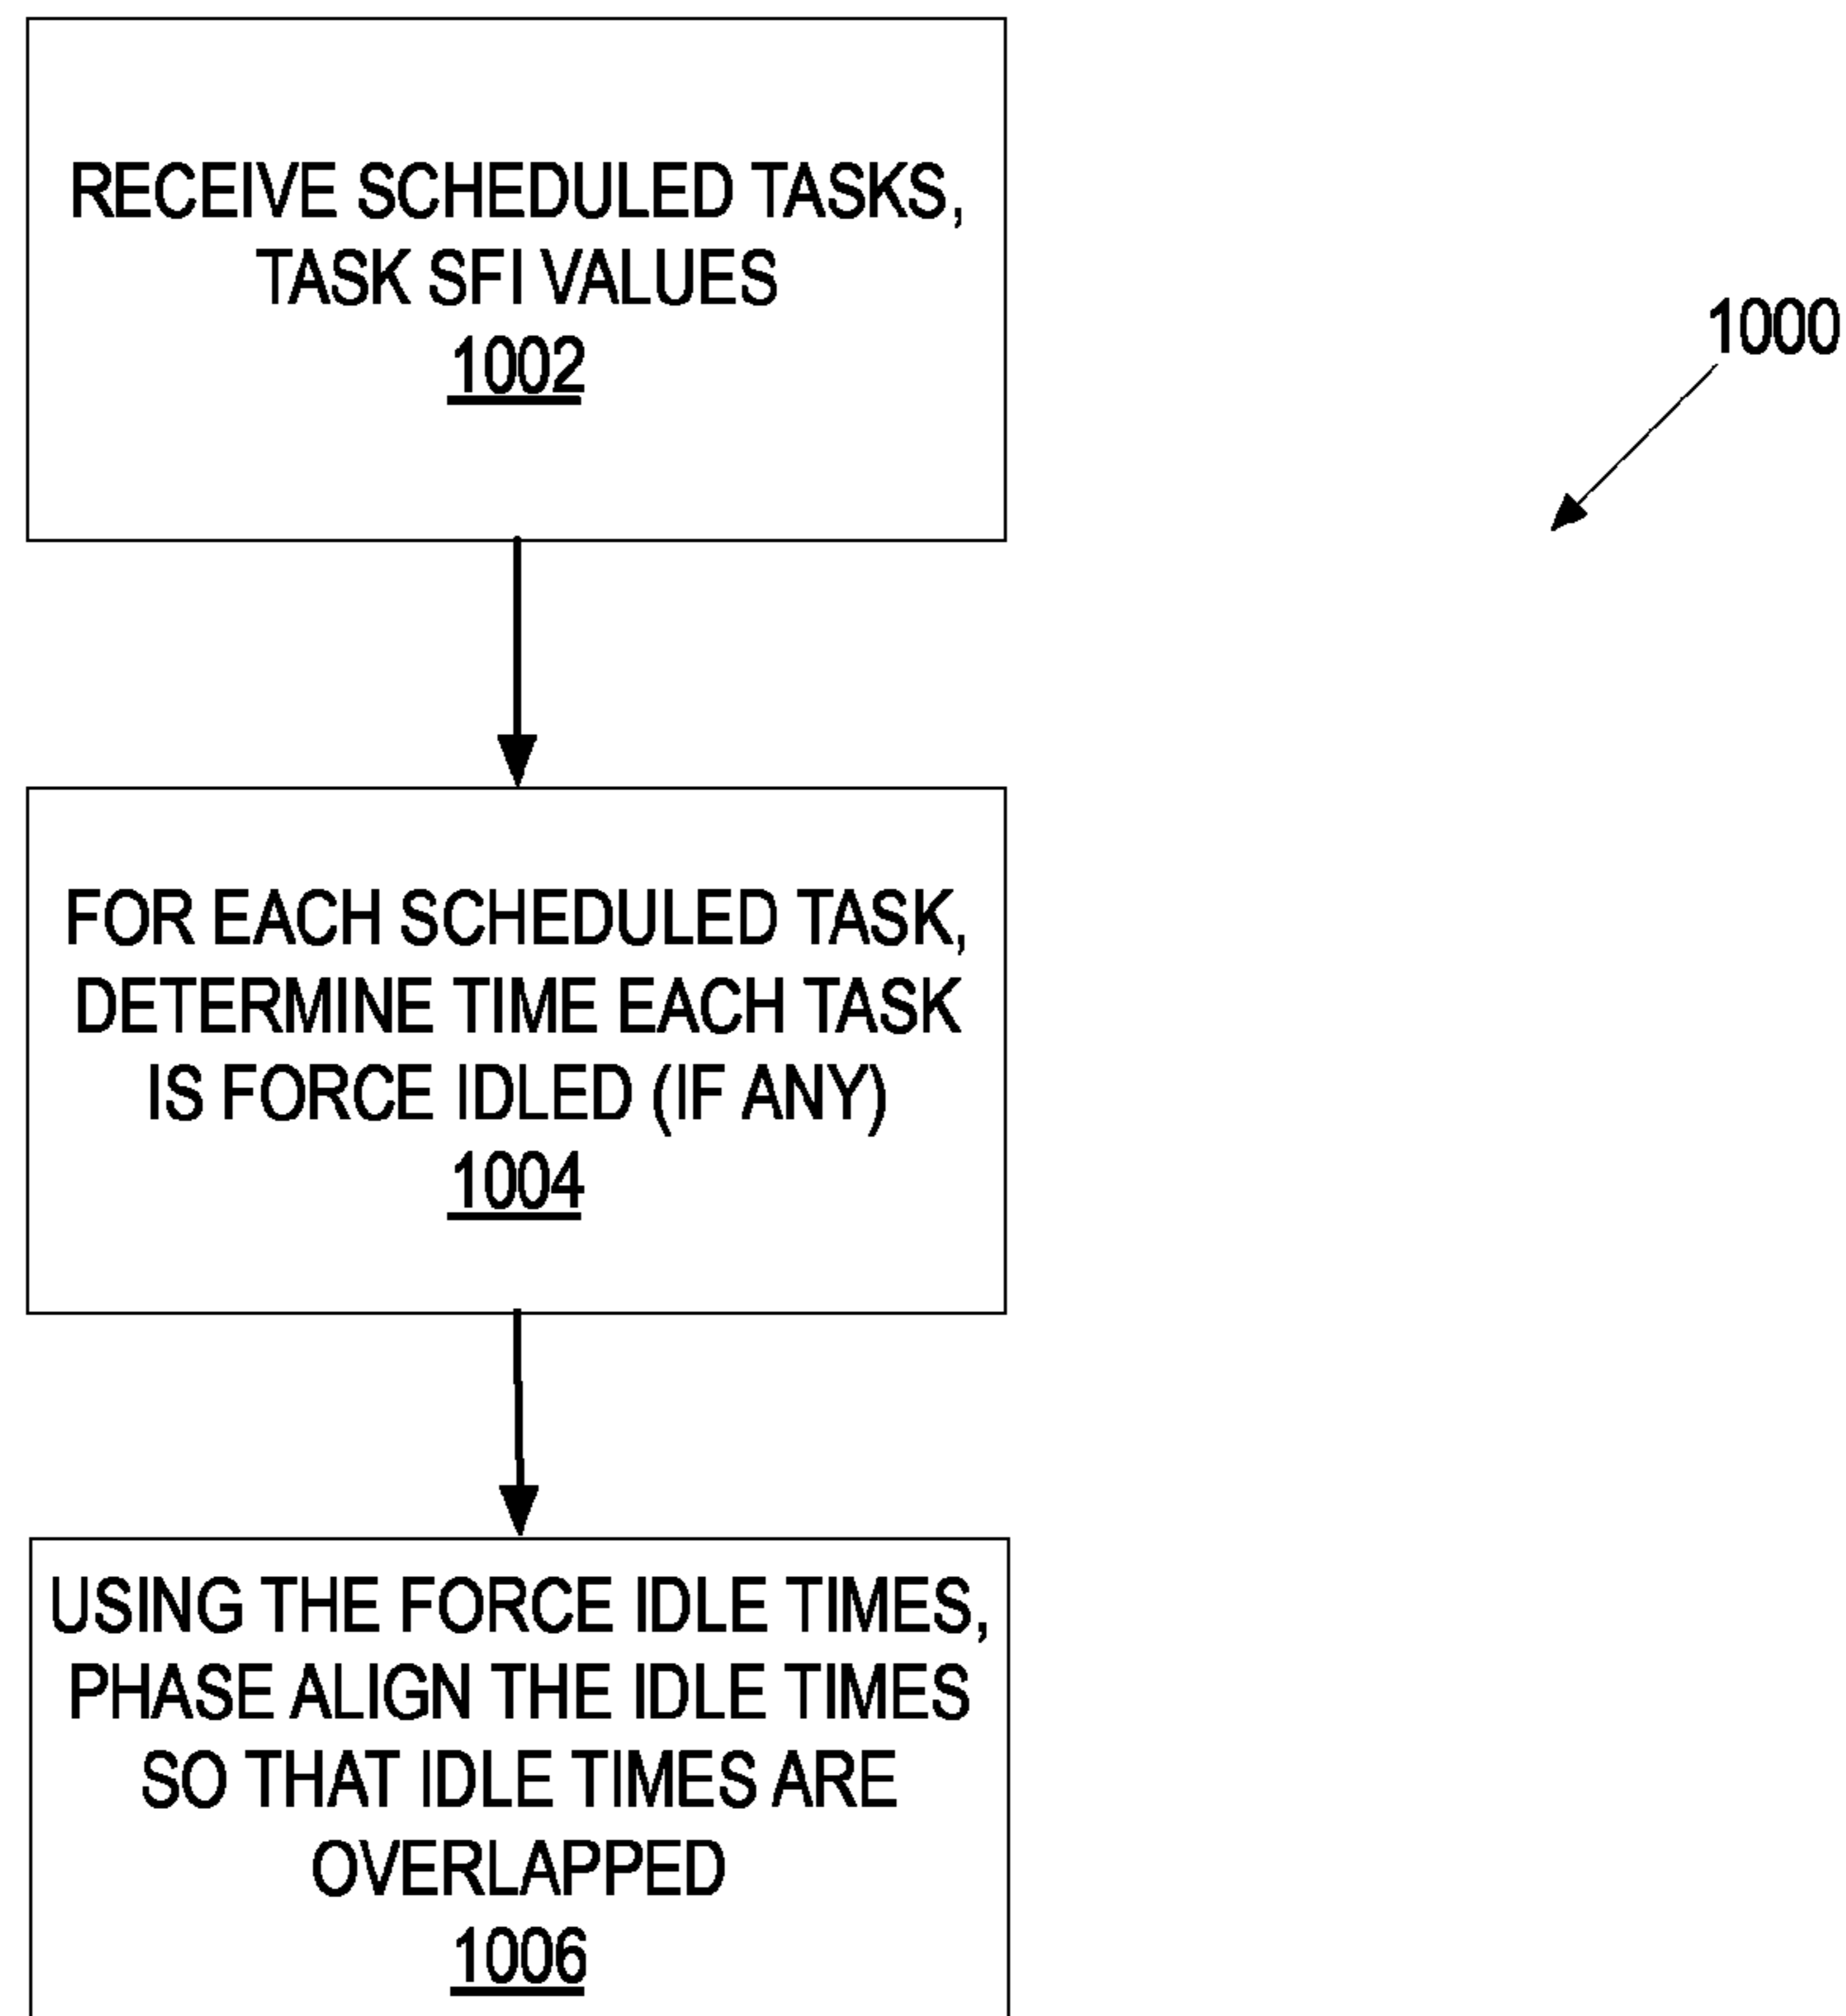 RECEIVE SCHEDULED TASKS,
TASK SFI VALUES
1002
1000
FOR EACH SCHEDULED TASK,
DETERMINE TIME EACH TASK
IS FORCE IDLED (IF ANY)
1004
USING THE FORCE IDLE TIMES,
PHASE ALIGN THE IDLE TIMES
SO THAT IDLE TIMES ARE
OVERLAPPED
1006